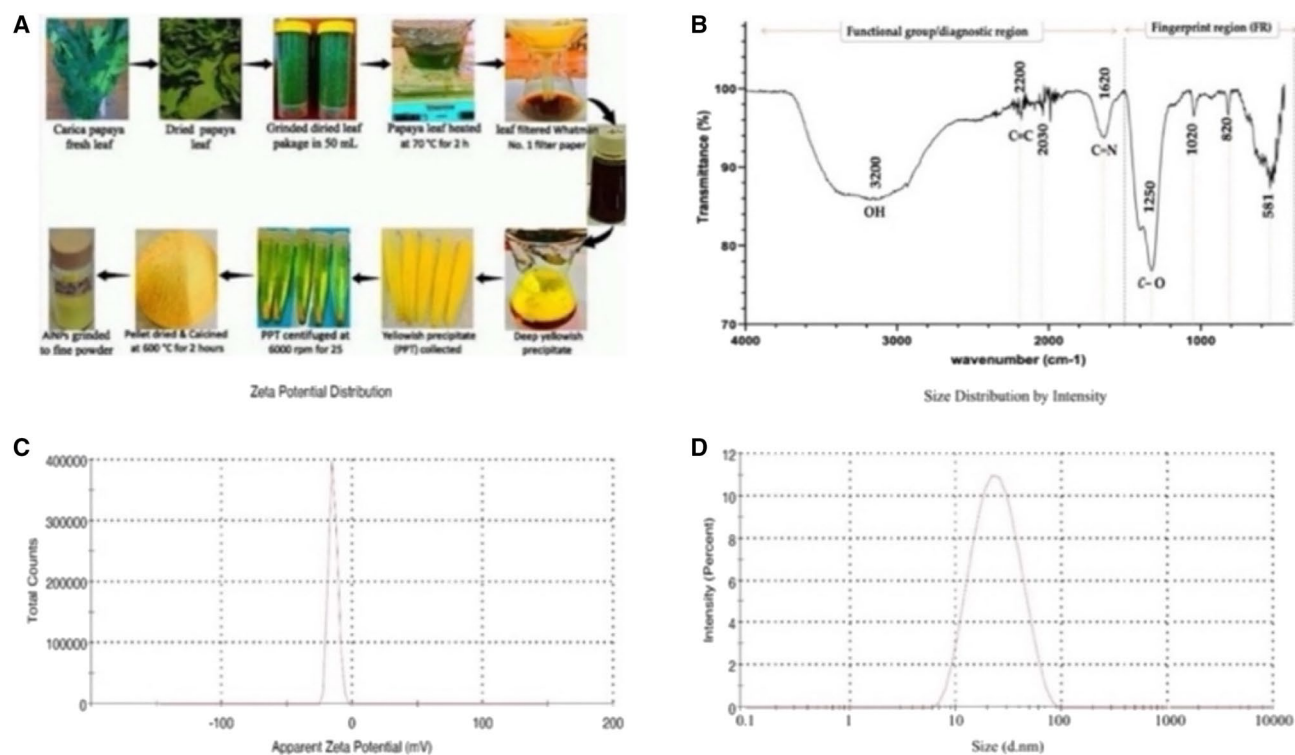 A
Carica papaya
fresh leaf
Dried papaya
leaf
Grinded diried leaf
pakage in 50 mL
Papaya leaf heated
at 70 °C for 2 h
leaf filtered Whatman
No. 1 filter paper
AlNPs grinded
to fine powder
Pellet dried & Calcined
at 600 °C for 2 hours
PPT centifuged at
6000 rpm for 25
Yellowish precipitate
(PPT) collected
Deep yellowish
precipitate
B
Functional group/diagnostic region
Fingerprint region (FR)
Transmittance (%)
100
90
80
70
3200
OH
2200
C=C
2030
1620
C=N
1250
C-O
1020
820
581
4000 3000 2000 1000
wavenumber (cm-1)
C
Zeta Potential Distribution
Total Counts
400000
300000
200000
100000
0
-100 0 100 200
Apparent Zeta Potential (mV)
D
Size Distribution by Intensity
Intensity (Percent)
12
10
8
6
4
2
0
0.1 1 10 100 1000 10000
Size (d.nm)